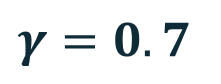 γ = 0.7